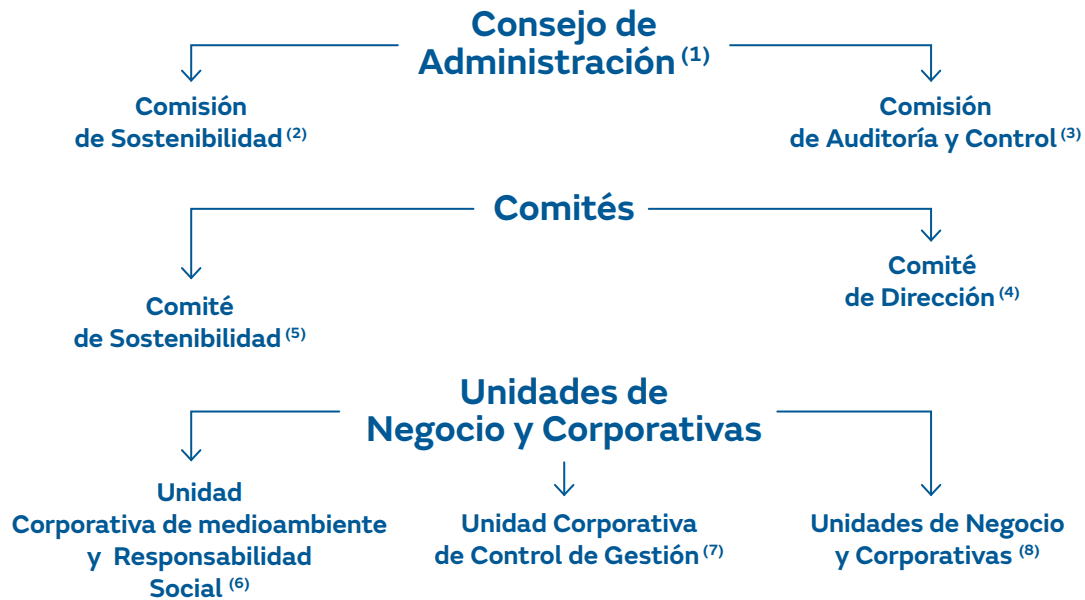 Consejo de
Administración (1)
Comisión
de Sostenibilidad (2)
Comisión
de Auditoría y Control (3)
Comités
Comité
de Dirección (4)
Comité
de Sostenibilidad (5)
Unidades de
Negocio y Corporativas
Unidad
Corporativa de medioambiente
y Responsabilidad
Social (6)
Unidad Corporativa
de Control de Gestión (7)
Unidades de Negocio
y Corporativas (8)